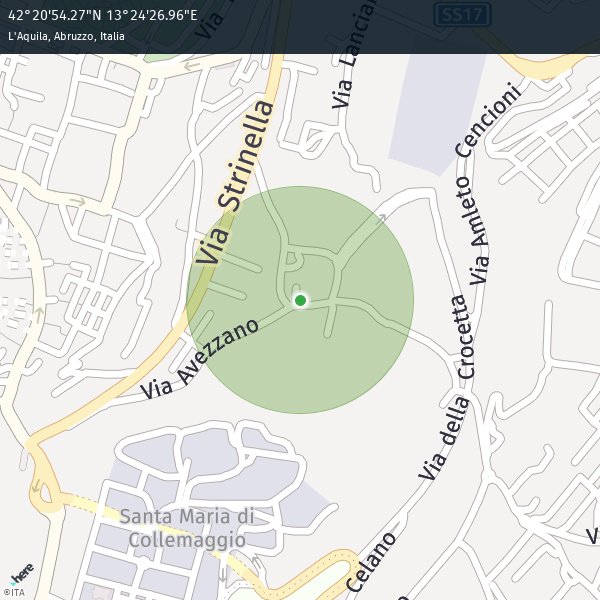 42°20'54.27"N 13°24'26.96"E
L'Aquila, Abruzzo, Italia
SS17
Via Lancian
Via Strinella
Via Amleto Cencioni
Via Avezzano
Via della Crocetta
Santa Maria di
Collemaggio
Celano
here
©ITA